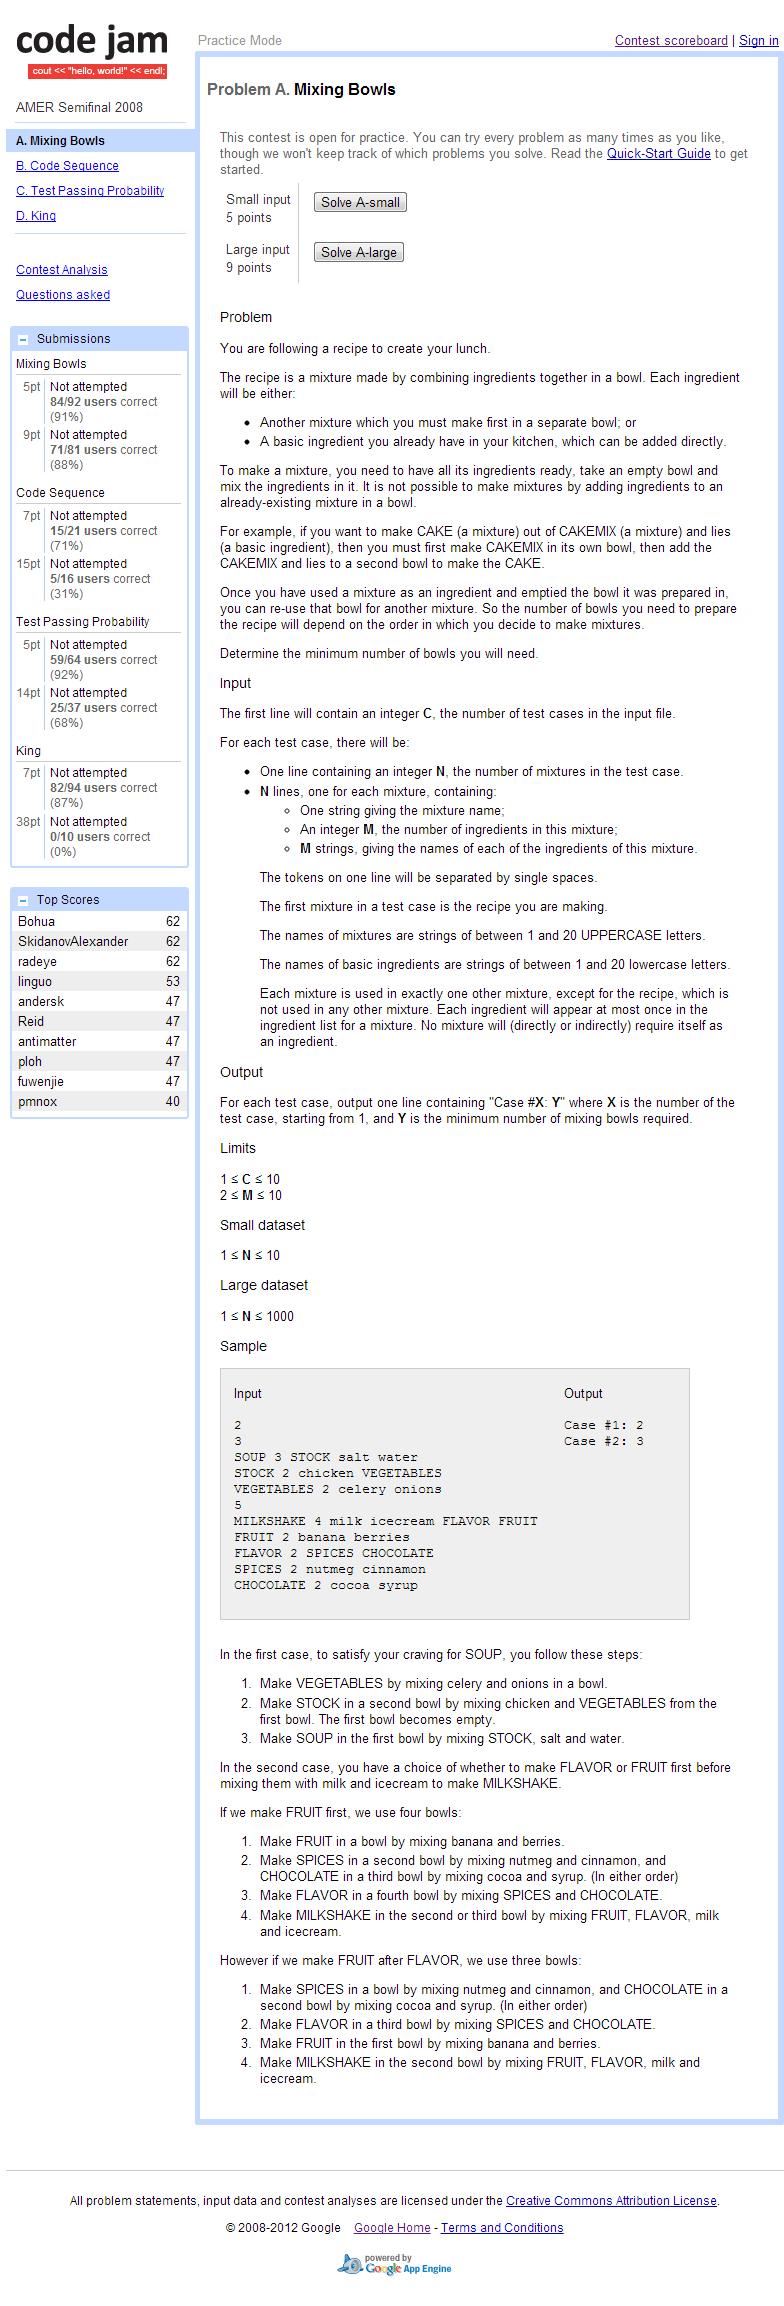 code jam
cout << "hello, world!" << endl;
Practice Mode
Contest scoreboard | Sign in
AMER Semifinal 2008
A. Mixing Bowls
B. Code Sequence
C. Test Passing Probability
D. King
Contest Analysis
Questions asked
Submissions
Mixing Bowls
5pt Not attempted
84/92 users correct
(91%)
9pt Not attempted
71/81 users correct
(88%)
Code Sequence
7pt Not attempted
15/21 users correct
(71%)
15pt Not attempted
5/16 users correct
(31%)
Test Passing Probability
5pt Not attempted
59/64 users correct
(92%)
14pt Not attempted
25/37 users correct
(68%)
King
7pt Not attempted
82/94 users correct
(87%)
38pt Not attempted
0/10 users correct
(0%)
Top Scores
Bohua 62
SkidanovAlexander 62
radeye 62
linguo 53
andersk 47
Reid 47
antimatter 47
ploh 47
fuwenjie 47
pmnox 40
Problem A. Mixing Bowls
This contest is open for practice. You can try every problem as many times as you like,
though we won't keep track of which problems you solve. Read the Quick-Start Guide to get
started.
Small input
5 points
Solve A-small
Large input
9 points
Solve A-large
Problem
You are following a recipe to create your lunch.
The recipe is a mixture made by combining ingredients together in a bowl. Each ingredient
will be either:
• Another mixture which you must make first in a separate bowl; or
• A basic ingredient you already have in your kitchen, which can be added directly.
To make a mixture, you need to have all its ingredients ready, take an empty bowl and
mix the ingredients in it. It is not possible to make mixtures by adding ingredients to an
already-existing mixture in a bowl.
For example, if you want to make CAKE (a mixture) out of CAKEMIX (a mixture) and lies
(a basic ingredient), then you must first make CAKEMIX in its own bowl, then add the
CAKEMIX and lies to a second bowl to make the CAKE.
Once you have used a mixture as an ingredient and emptied the bowl it was prepared in,
you can re-use that bowl for another mixture. So the number of bowls you need to prepare
the recipe will depend on the order in which you decide to make mixtures.
Determine the minimum number of bowls you will need.
Input
The first line will contain an integer C, the number of test cases in the input file.
For each test case, there will be:
• One line containing an integer N, the number of mixtures in the test case.
• N lines, one for each mixture, containing:
◦ One string giving the mixture name;
◦ An integer M, the number of ingredients in this mixture;
◦ M strings, giving the names of each of the ingredients of this mixture.
The tokens on one line will be separated by single spaces.
The first mixture in a test case is the recipe you are making.
The names of mixtures are strings of between 1 and 20 UPPERCASE letters.
The names of basic ingredients are strings of between 1 and 20 lowercase letters.
Each mixture is used in exactly one other mixture, except for the recipe, which is
not used in any other mixture. Each ingredient will appear at most once in the
ingredient list for a mixture. No mixture will (directly or indirectly) require itself as
an ingredient.
Output
For each test case, output one line containing "Case #X: Y" where X is the number of the
test case, starting from 1, and Y is the minimum number of mixing bowls required.
Limits
1 ≤ C ≤ 10
2 ≤ M ≤ 10
Small dataset
1 ≤ N ≤ 10
Large dataset
1 ≤ N ≤ 1000
Sample
Input Output
2 Case #1: 2
3 Case #2: 3
SOUP 3 STOCK salt water
STOCK 2 chicken VEGETABLES
VEGETABLES 2 celery onions
5
MILKSHAKE 4 milk icecream FLAVOR FRUIT
FRUIT 2 banana berries
FLAVOR 2 SPICES CHOCOLATE
SPICES 2 nutmeg cinnamon
CHOCOLATE 2 cocoa syrup
In the first case, to satisfy your craving for SOUP, you follow these steps:
1. Make VEGETABLES by mixing celery and onions in a bowl.
2. Make STOCK in a second bowl by mixing chicken and VEGETABLES from the
first bowl. The first bowl becomes empty.
3. Make SOUP in the first bowl by mixing STOCK, salt and water.
In the second case, you have a choice of whether to make FLAVOR or FRUIT first before
mixing them with milk and icecream to make MILKSHAKE.
If we make FRUIT first, we use four bowls:
1. Make FRUIT in a bowl by mixing banana and berries.
2. Make SPICES in a second bowl by mixing nutmeg and cinnamon, and
CHOCOLATE in a third bowl by mixing cocoa and syrup. (In either order)
3. Make FLAVOR in a fourth bowl by mixing SPICES and CHOCOLATE.
4. Make MILKSHAKE in the second or third bowl by mixing FRUIT, FLAVOR, milk
and icecream.
However if we make FRUIT after FLAVOR, we use three bowls:
1. Make SPICES in a bowl by mixing nutmeg and cinnamon, and CHOCOLATE in a
second bowl by mixing cocoa and syrup. (In either order)
2. Make FLAVOR in a third bowl by mixing SPICES and CHOCOLATE.
3. Make FRUIT in the first bowl by mixing banana and berries.
4. Make MILKSHAKE in the second bowl by mixing FRUIT, FLAVOR, milk and
icecream.
All problem statements, input data and contest analyses are licensed under the Creative Commons Attribution License.
© 2008-2012 Google Google Home - Terms and Conditions
powered by
Google App Engine